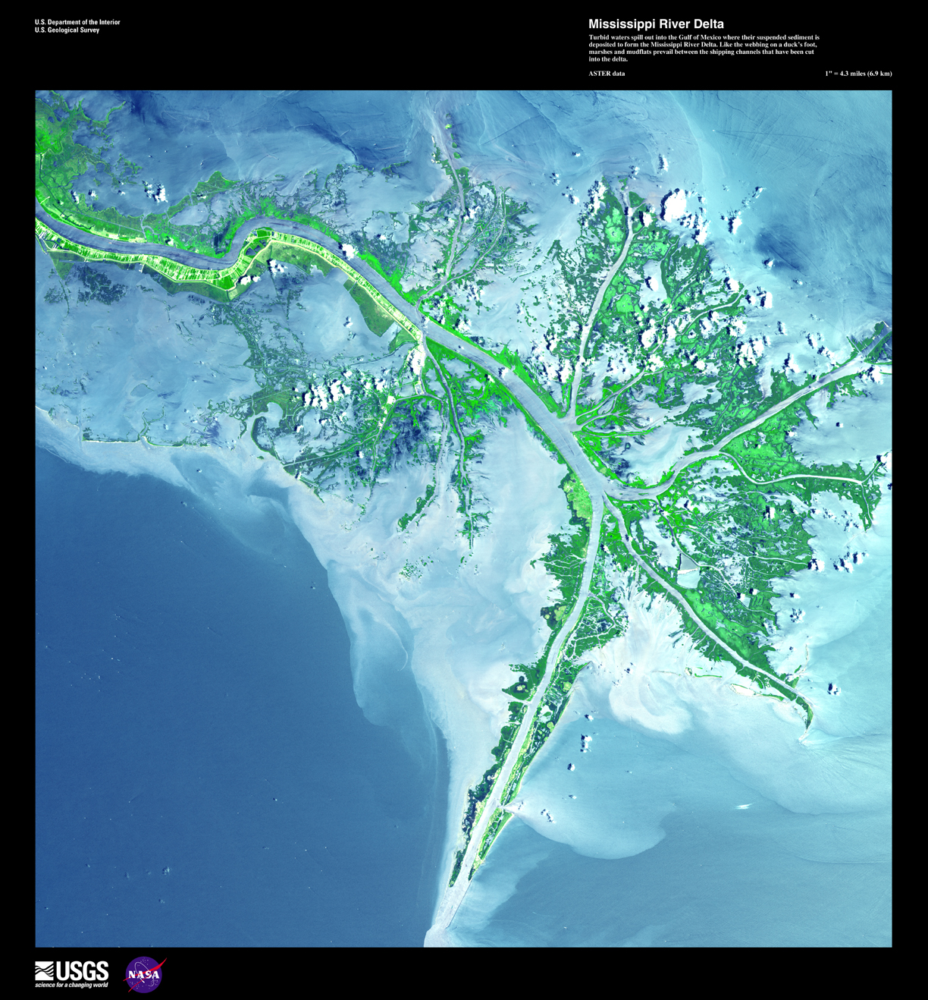 U.S. Department of the Interior
U.S. Geological Survey
Mississippi River Delta
Turbid waters spill out into the Gulf of Mexico where their suspended sediment is
deposited to form the Mississippi River Delta. Like the webbing on a duck's foot,
marshes and mudflats prevail between the shipping channels that have been cut
into the delta.
ASTER data
1" = 4.3 miles (6.9 km)
USGS
science for a changing world
NASA